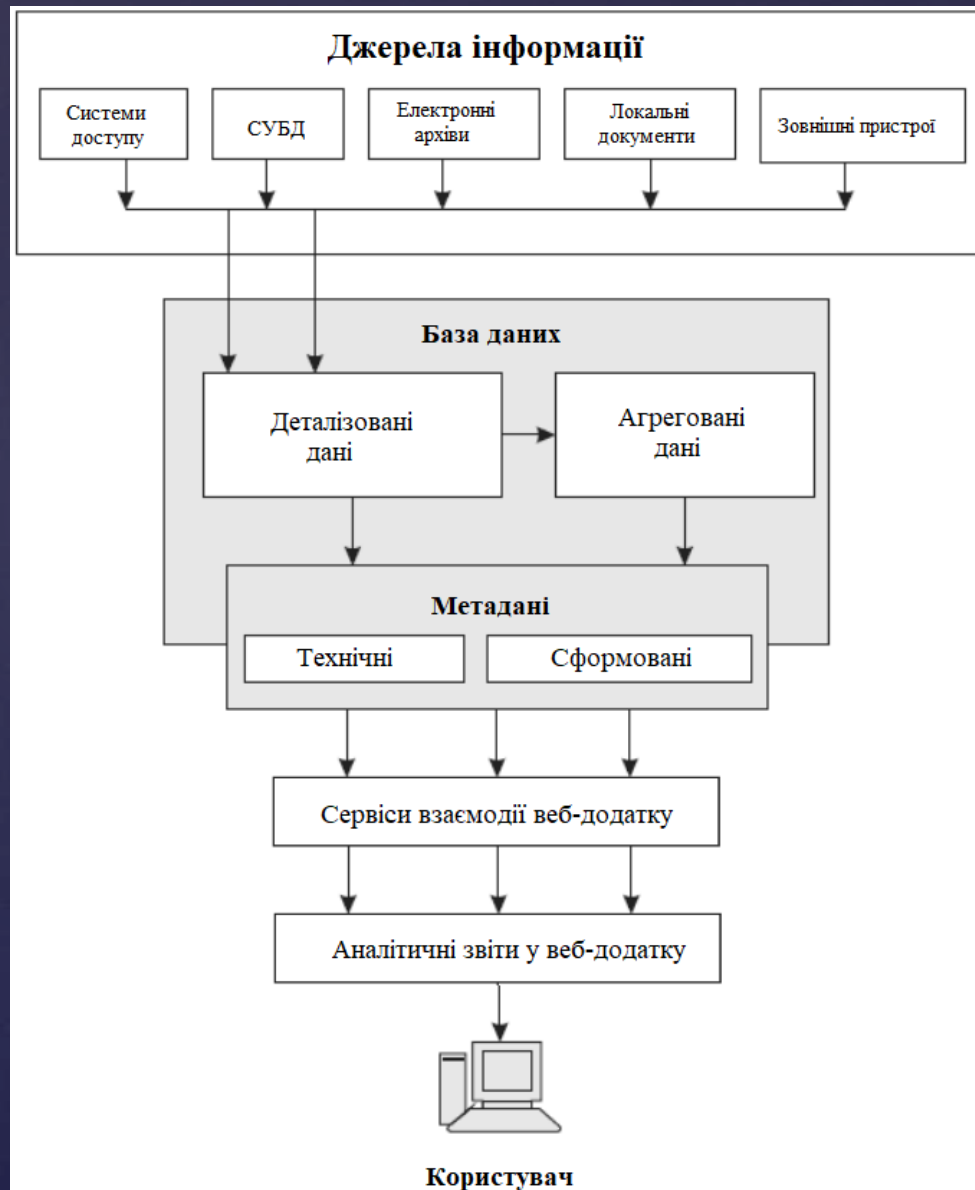 Джерела інформації
Системи
доступу
СУБД
Електронні
архіви
Локальні
документи
Зовнішні пристрої
База даних
Деталізовані
дані
Агреговані
дані
Метадані
Технічні
Сформовані
Сервіси взаємодії веб-додатку
Аналітичні звіти у веб-додатку
Користувач